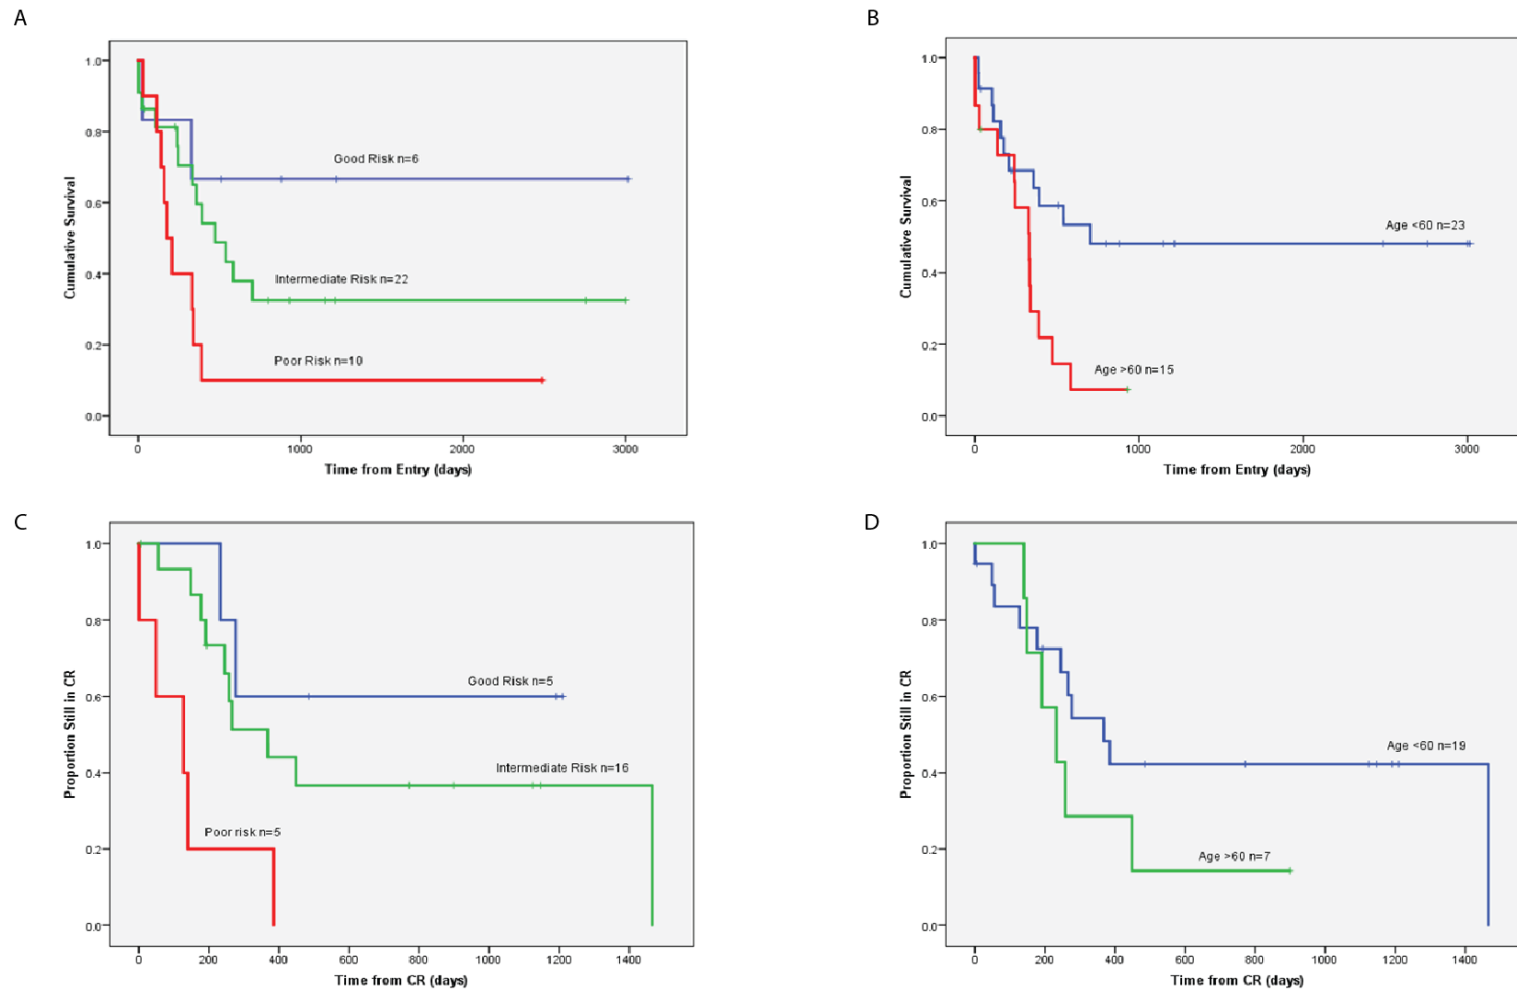 A
1.0
0.8
0.6
0.4
0.2
0.0
Cumulative Survival
Good Risk n=6
Intermediate Risk n=22
Poor Risk n=10
0 1000 2000 3000
Time from Entry (days)
B
1.0
0.8
0.6
0.4
0.2
0.0
Cumulative Survival
Age <60 n=23
Age >60 n=15
0 1000 2000 3000
Time from Entry (days)
C
1.0
0.8
0.6
0.4
0.2
0.0
Proportion Still in CR
Good Risk n=5
Intermediate Risk n=16
Poor risk n=5
0 200 400 600 800 1000 1200 1400
Time from CR (days)
D
1.0
0.8
0.6
0.4
0.2
0.0
Proportion Still in CR
Age <60 n=19
Age >60 n=7
0 200 400 600 800 1000 1200 1400
Time from CR (days)